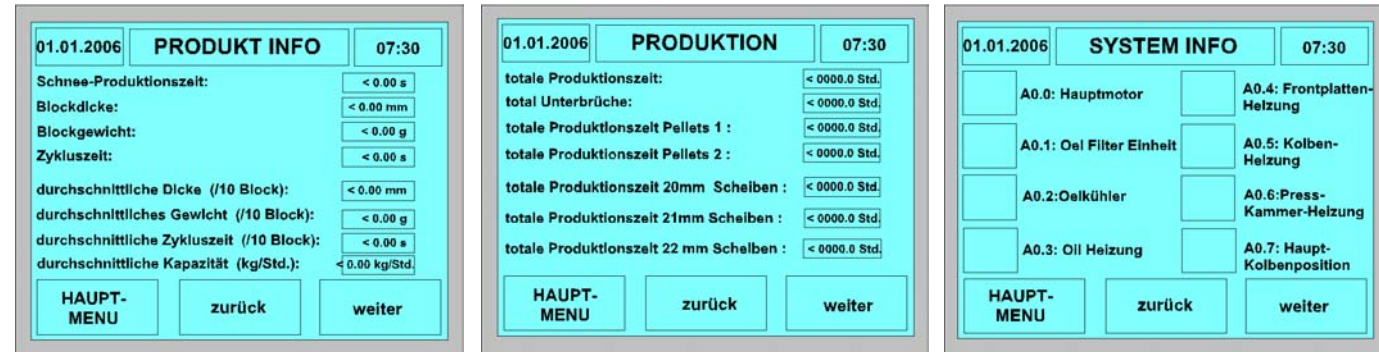 01.01.2006 PRODUKT INFO 07:30
Schnee-Produktionszeit: < 0.00 s
Blockdicke: < 0.00 mm
Blockgewicht: < 0.00 g
Zykluszeit: < 0.00 s
durchschnittliche Dicke (/10 Block): < 0.00 mm
durchschnittliches Gewicht (/10 Block): < 0.00 g
durchschnittliche Zykluszeit (/10 Block): < 0.00 s
durchschnittliche Kapazität (kg/Std.): < 0.00 kg/Std.
HAUPT-
MENU
zurück
weiter
01.01.2006 PRODUKTION 07:30
totale Produktionszeit: < 0000.0 Std.
total Unterbrüche: < 0000.0 Std.
totale Produktionszeit Pellets 1 : < 0000.0 Std.
totale Produktionszeit Pellets 2 : < 0000.0 Std.
totale Produktionszeit 20mm Scheiben : < 0000.0 Std.
totale Produktionszeit 21mm Scheiben : < 0000.0 Std.
totale Produktionszeit 22 mm Scheiben : < 0000.0 Std.
HAUPT-
MENU
zurück
weiter
01.01.2006 SYSTEM INFO 07:30
A0.0: Hauptmotor
A0.1: Oel Filter Einheit
A0.2:Oelkühler
A0.3: Oil Heizung
A0.4: Frontplatten-
Heizung
A0.5: Kolben-
Heizung
A0.6:Press-
Kammer-Heizung
A0.7: Haupt-
Kolbenposition
HAUPT-
MENU
zurück
weiter